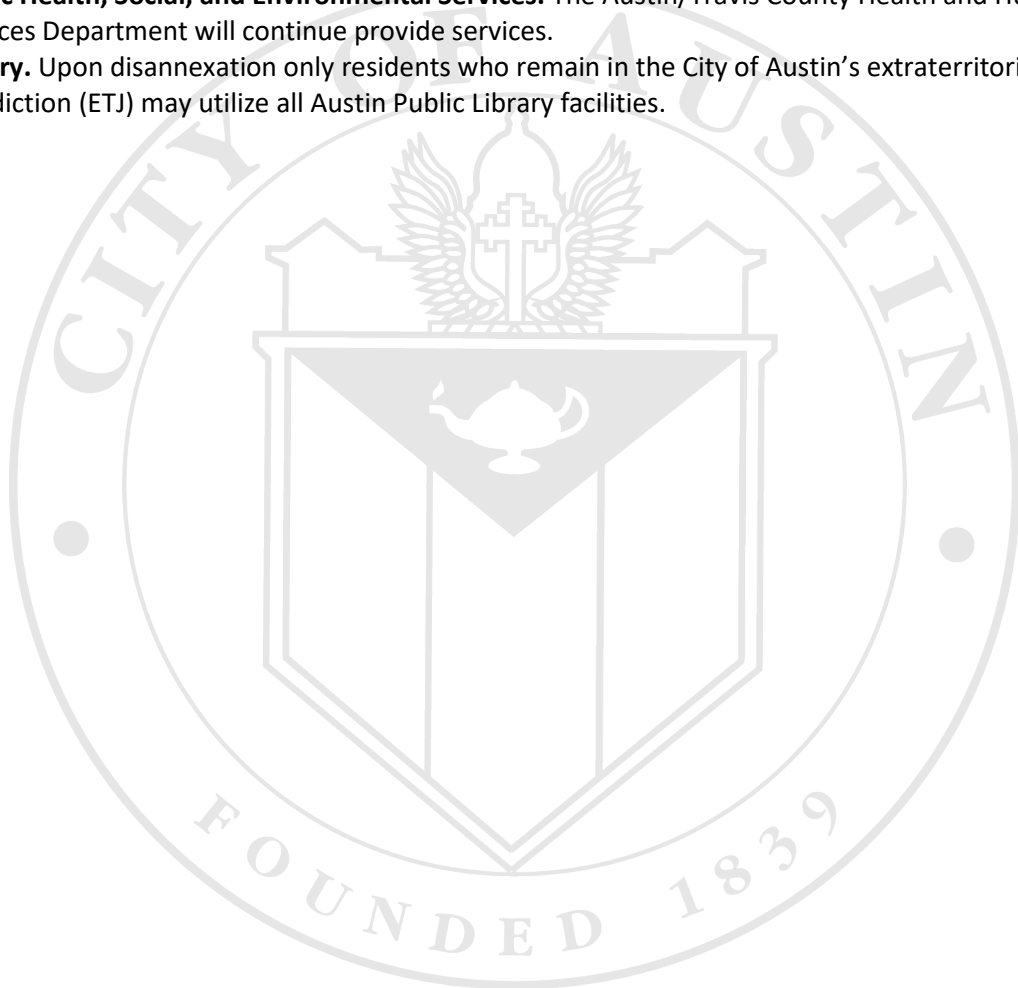 c Health, Social, and Environmental Services. The Austin/Travis County Health and
ces Department will continue provide services.
ry. Upon disannexation only residents who remain in the City of Austin’s extraterritori
diction (ETJ) may utilize all Austin Public Library facilities.
CITY OF AUSTIN
FOUNDED 1839